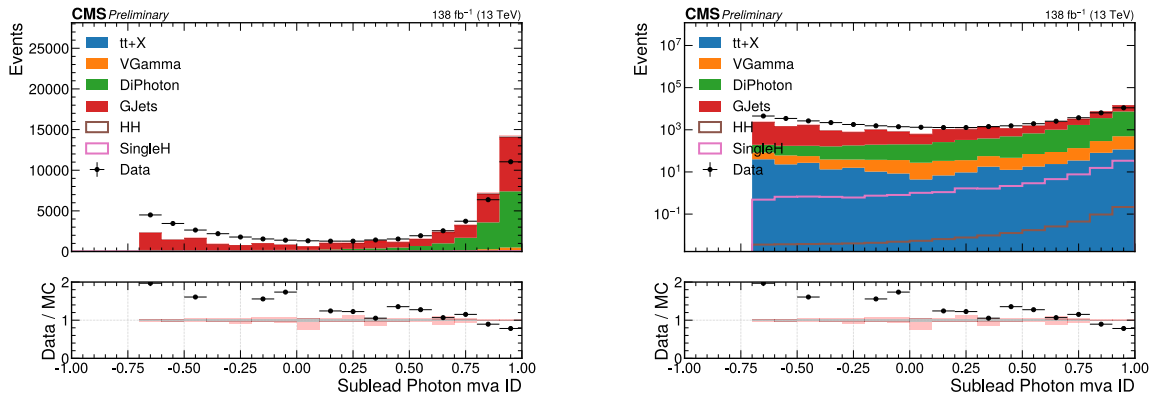 CMS Preliminary 138 fb⁻¹ (13 TeV)
Events
25000
20000
15000
10000
5000
0
tt+X
VGamma
DiPhoton
GJets
HH
SingleH
Data
Data / MC
2
1
0
-1.00 -0.75 -0.50 -0.25 0.00 0.25 0.50 0.75 1.00
Sublead Photon mva ID
CMS Preliminary 138 fb⁻¹ (13 TeV)
Events
10⁷
10⁵
10³
10¹
10⁻¹
tt+X
VGamma
DiPhoton
GJets
HH
SingleH
Data
Data / MC
2
1
0
-1.00 -0.75 -0.50 -0.25 0.00 0.25 0.50 0.75 1.00
Sublead Photon mva ID